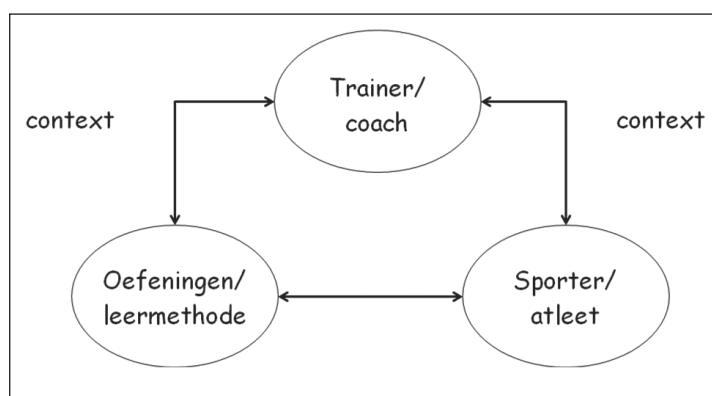 Trainer/
coach
context
context
Oefeningen/
leermethode
Sporter/
atleet